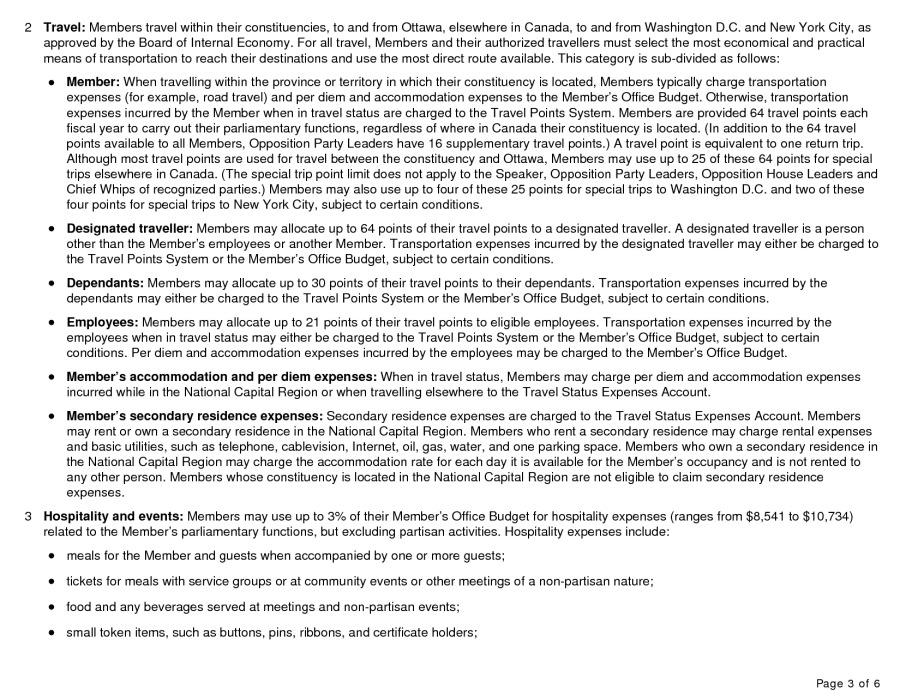 2 Travel: Members travel within their constituencies, to and from Ottawa, elsewhere in Canada, to and from Washington D.C. and New York City, as
approved by the Board of Internal Economy. For all travel, Members and their authorized travellers must select the most economical and practical
means of transportation to reach their destinations and use the most direct route available. This category is sub-divided as follows:
• Member: When travelling within the province or territory in which their constituency is located, Members typically charge transportation
expenses (for example, road travel) and per diem and accommodation expenses to the Member's Office Budget. Otherwise, transportation
expenses incurred by the Member when in travel status are charged to the Travel Points System. Members are provided 64 travel points each
fiscal year to carry out their parliamentary functions, regardless of where in Canada their constituency is located. (In addition to the 64 travel
points available to all Members, Opposition Party Leaders have 16 supplementary travel points.) A travel point is equivalent to one return trip.
Although most travel points are used for travel between the constituency and Ottawa, Members may use up to 25 of these 64 points for special
trips elsewhere in Canada. (The special trip point limit does not apply to the Speaker, Opposition Party Leaders, Opposition House Leaders and
Chief Whips of recognized parties.) Members may also use up to four of these 25 points for special trips to Washington D.C. and two of these
four points for special trips to New York City, subject to certain conditions.
• Designated traveller: Members may allocate up to 64 points of their travel points to a designated traveller. A designated traveller is a person
other than the Member's employees or another Member. Transportation expenses incurred by the designated traveller may either be charged to
the Travel Points System or the Member's Office Budget, subject to certain conditions.
• Dependants: Members may allocate up to 30 points of their travel points to their dependants. Transportation expenses incurred by the
dependants may either be charged to the Travel Points System or the Member's Office Budget, subject to certain conditions.
• Employees: Members may allocate up to 21 points of their travel points to eligible employees. Transportation expenses incurred by the
employees when in travel status may either be charged to the Travel Points System or the Member's Office Budget, subject to certain
conditions. Per diem and accommodation expenses incurred by the employees may be charged to the Member's Office Budget.
• Member's accommodation and per diem expenses: When in travel status, Members may charge per diem and accommodation expenses
incurred while in the National Capital Region or when travelling elsewhere to the Travel Status Expenses Account.
• Member's secondary residence expenses: Secondary residence expenses are charged to the Travel Status Expenses Account. Members
may rent or own a secondary residence in the National Capital Region. Members who rent a secondary residence may charge rental expenses
and basic utilities, such as telephone, cablevision, Internet, oil, gas, water, and one parking space. Members who own a secondary residence in
the National Capital Region may charge the accommodation rate for each day it is available for the Member's occupancy and is not rented to
any other person. Members whose constituency is located in the National Capital Region are not eligible to claim secondary residence
expenses.
3 Hospitality and events: Members may use up to 3% of their Member's Office Budget for hospitality expenses (ranges from $8,541 to $10,734)
related to the Member's parliamentary functions, but excluding partisan activities. Hospitality expenses include:
• meals for the Member and guests when accompanied by one or more guests;
• tickets for meals with service groups or at community events or other meetings of a non-partisan nature;
• food and any beverages served at meetings and non-partisan events;
• small token items, such as buttons, pins, ribbons, and certificate holders;
Page 3 of 6